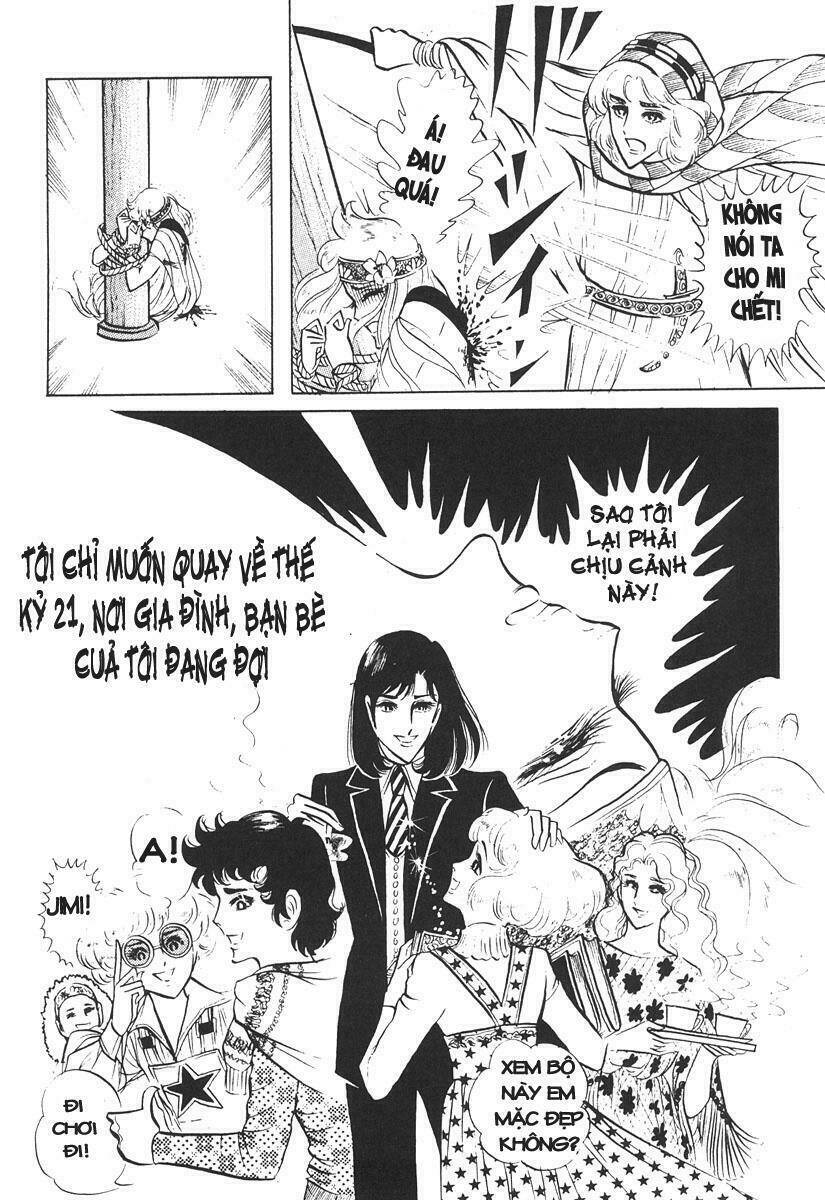 Á!
ĐAU
QUÁ!
KHÔNG
NÓI TA
CHO MI
CHẾT!
SAO TÔI
LẠI PHẢI
CHỊU CẢNH
NÀY!
TÔI CHỈ MUỐN QUAY VỀ THẾ
KỶ 21, NƠI GIA ĐÌNH, BẠN BÈ
CUẢ TÔI ĐANG ĐỢI
A!
JIMI!
ĐI
CHƠI
ĐI!
XEM BỘ
NÀY EM
MẶC ĐẸP
KHÔNG?